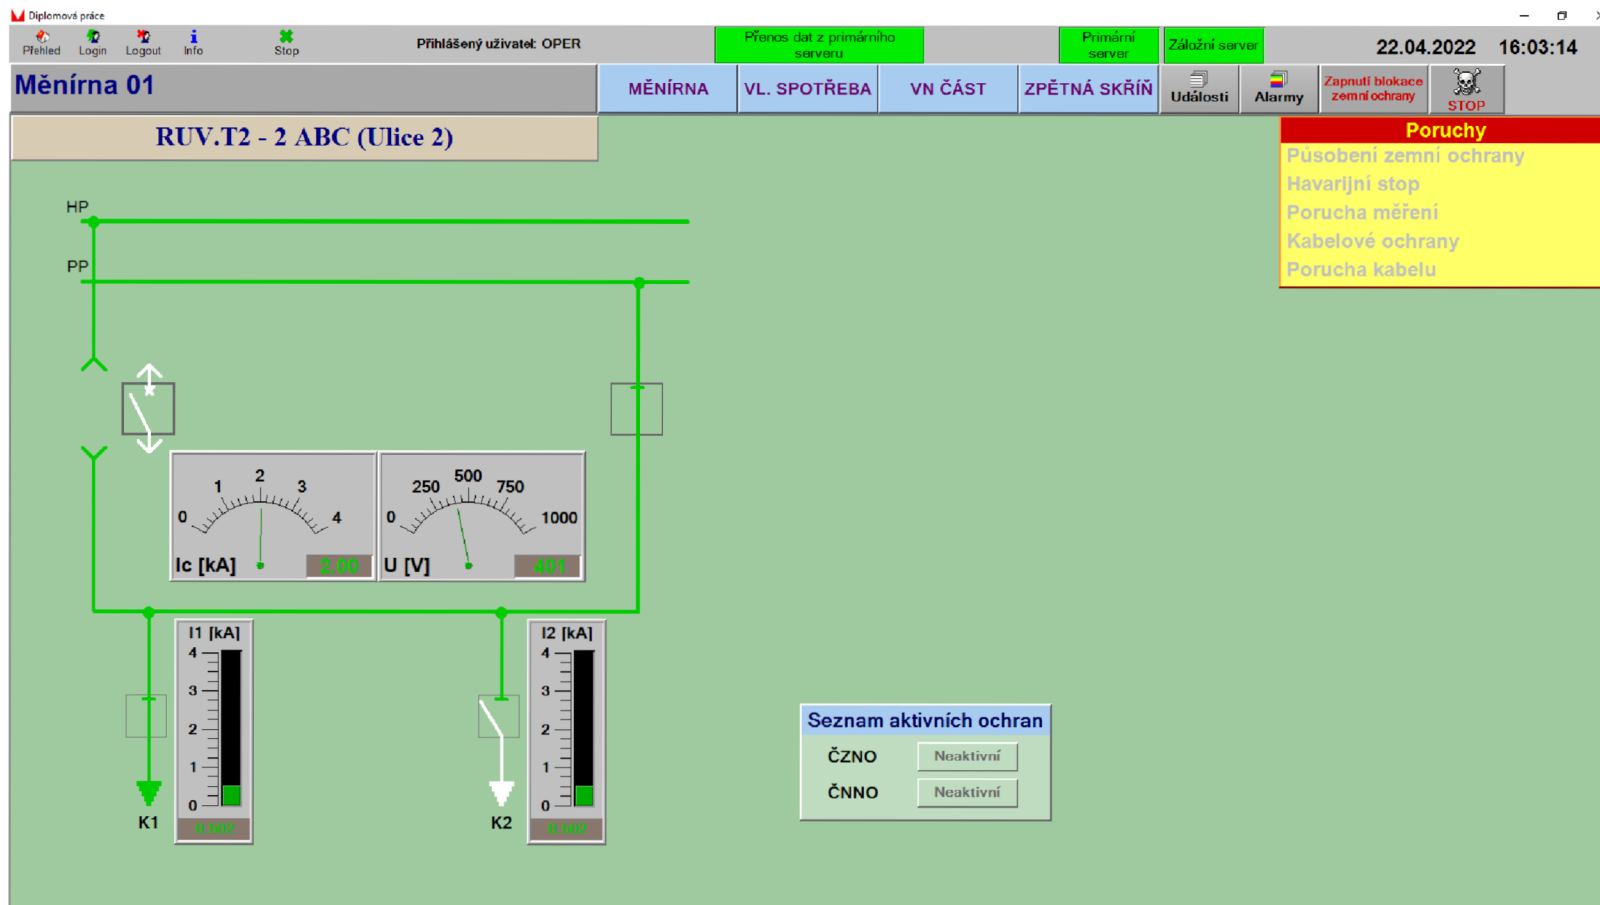 Diplomová práce
Přehled Login Logout Info Stop
Přihlášený uživatel: OPER
Přenos dat z primárního
serveru
Primární
server
Záložní server
22.04.2022 16:03:14
Měnírna 01
MĚNÍRNA
VL. SPOTŘEBA
VN ČÁST
ZPĚTNÁ SKŘÍŇ
Události
Alarmy
Zapnutí blokace
zemní ochrany
STOP
RUV.T2 - 2 ABC (Ulice 2)
Poruchy
Působení zemní ochrany
Havarijní stop
Porucha měření
Kabelové ochrany
Porucha kabelu
HP
PP
0 1 2 3 4
Ic [kA] 2.00
0 250 500 750 1000
U [V] 401
I1 [kA]
4
3
2
1
0
0.502
K1
I2 [kA]
4
3
2
1
0
0.502
K2
Seznam aktivních ochran
ČZNO Neaktivní
ČNNO Neaktivní